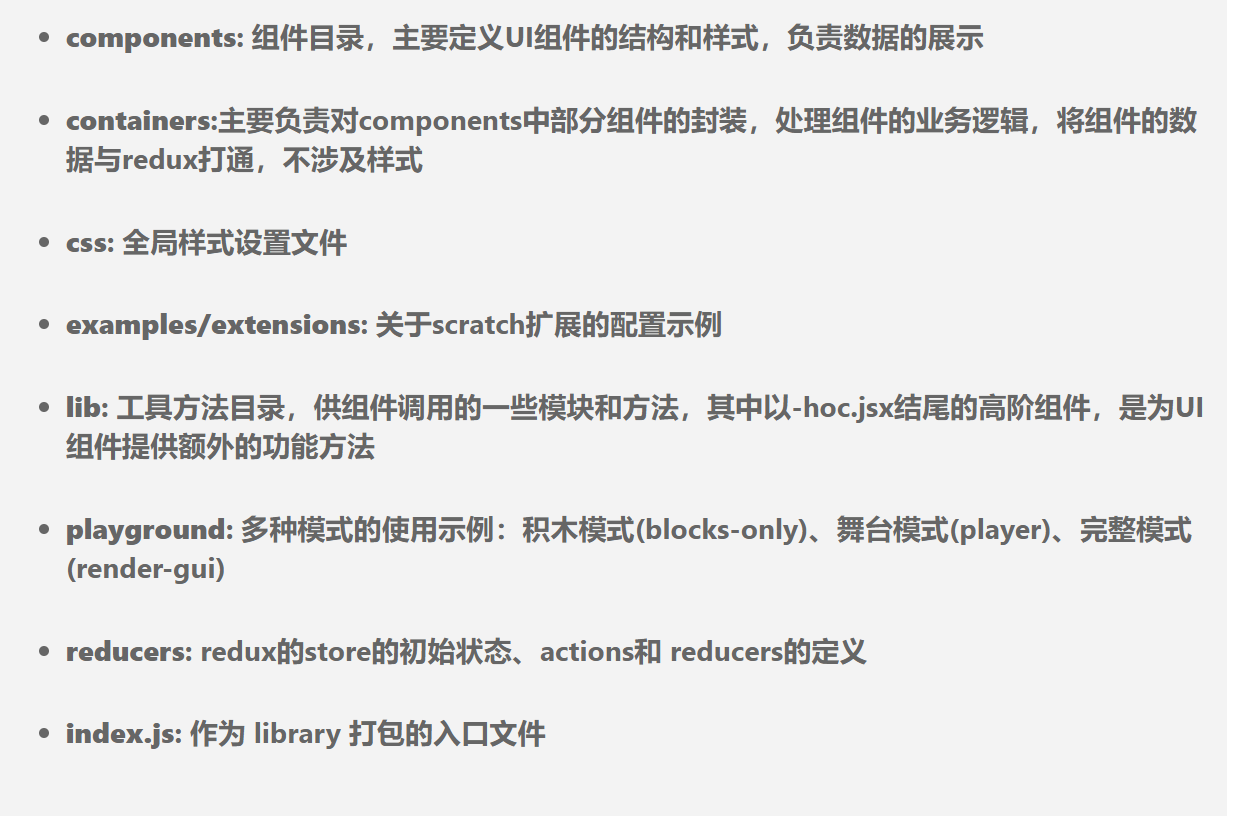 components: 组件目录，主要定义UI组件的结构和样式，负责数据的展示
containers:主要负责对components中部分组件的封装，处理组件的业务逻辑，将组件的数
据与redux打通，不涉及样式
css: 全局样式设置文件
examples/extensions: 关于scratch扩展的配置示例
lib: 工具方法目录，供组件调用的一些模块和方法，其中以-hoc.jsx结尾的高阶组件，是为UI
组件提供额外的功能方法
playground: 多种模式的使用示例：积木模式(blocks-only)、舞台模式(player)、完整模式
(render-gui)
reducers: redux的store的初始状态、actions和 reducers的定义
index.js: 作为 library 打包的入口文件